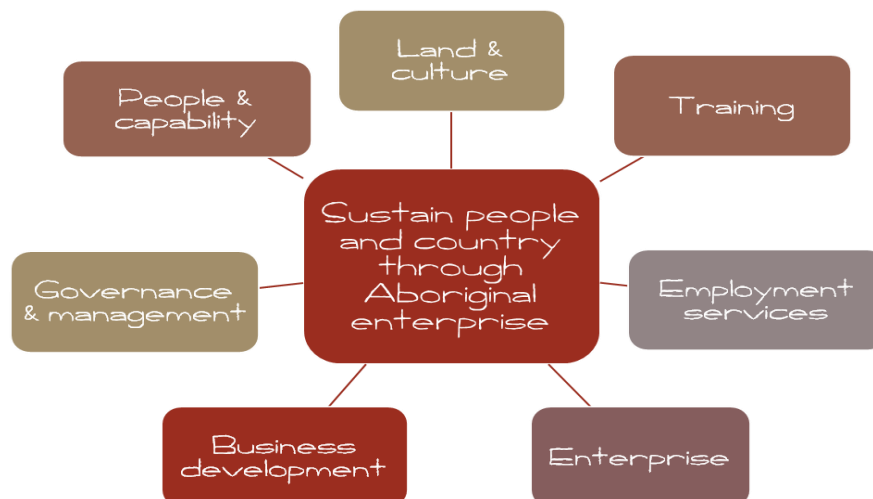 Land &
culture
People &
capability
Training
Sustain people
and country
through
Aboriginal
enterprise
Governance
& management
Employment
services
Business
development
Enterprise